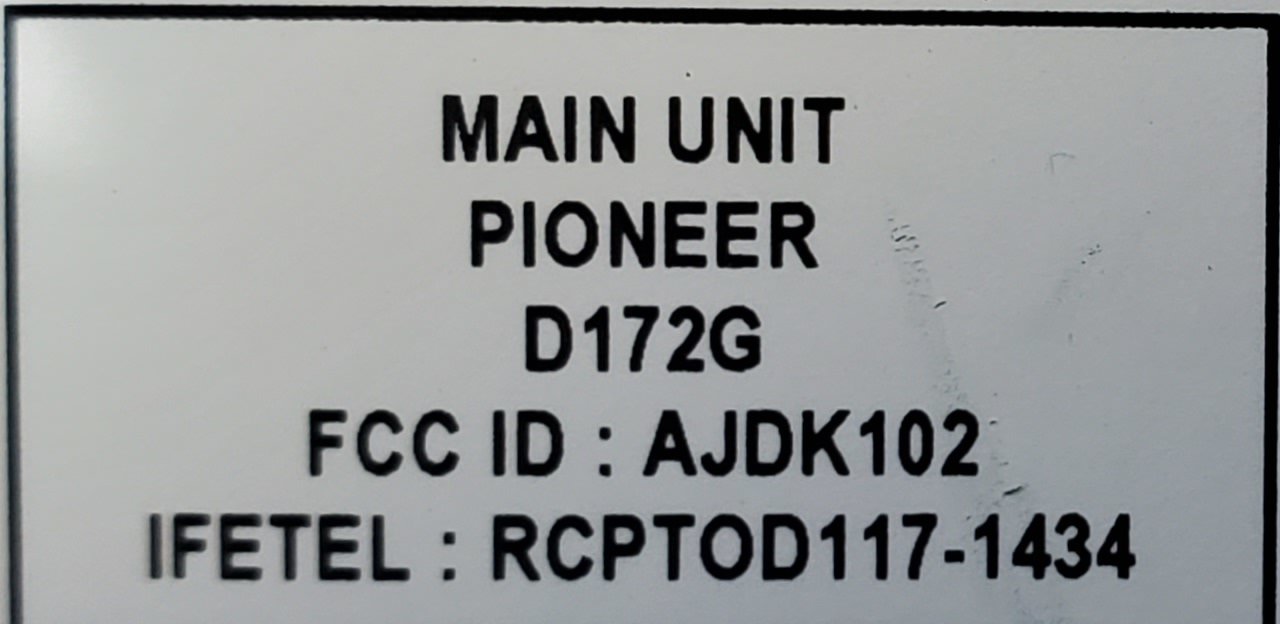 MAIN UNIT
PIONEER
D172G
FCC ID : AJDK102
IFETEL : RCPTOD117-1434